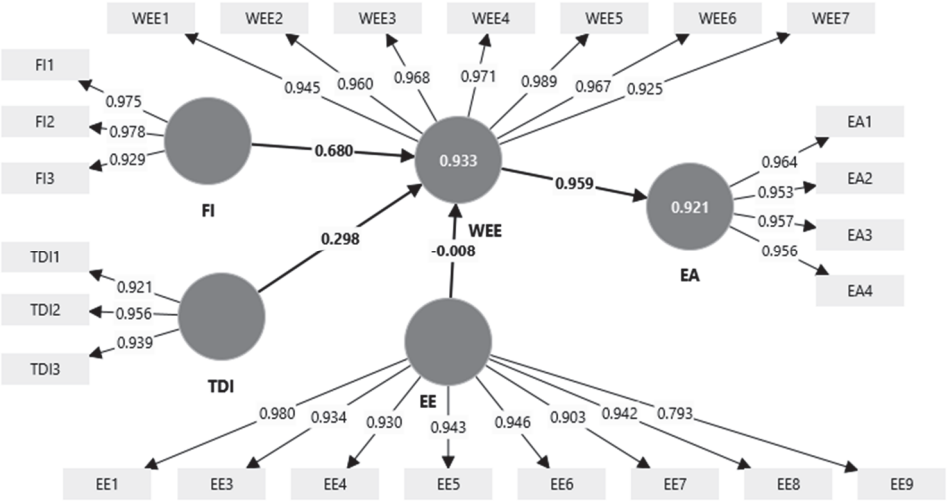 WEE1 WEE2 WEE3 WEE4 WEE5 WEE6 WEE7
FI1
FI2
FI3
0.975
0.978
0.929
FI
0.945 0.960 0.968 0.971 0.989 0.967 0.925
0.680
0.933
WEE
0.959
0.921
EA
0.964
0.953
0.957
0.956
EA1
EA2
EA3
EA4
TDI1
TDI2
TDI3
0.921
0.956
0.939
TDI
0.298
-0.008
EE
0.980 0.934 0.930 0.943 0.946 0.903 0.942 0.793
EE1 EE3 EE4 EE5 EE6 EE7 EE8 EE9